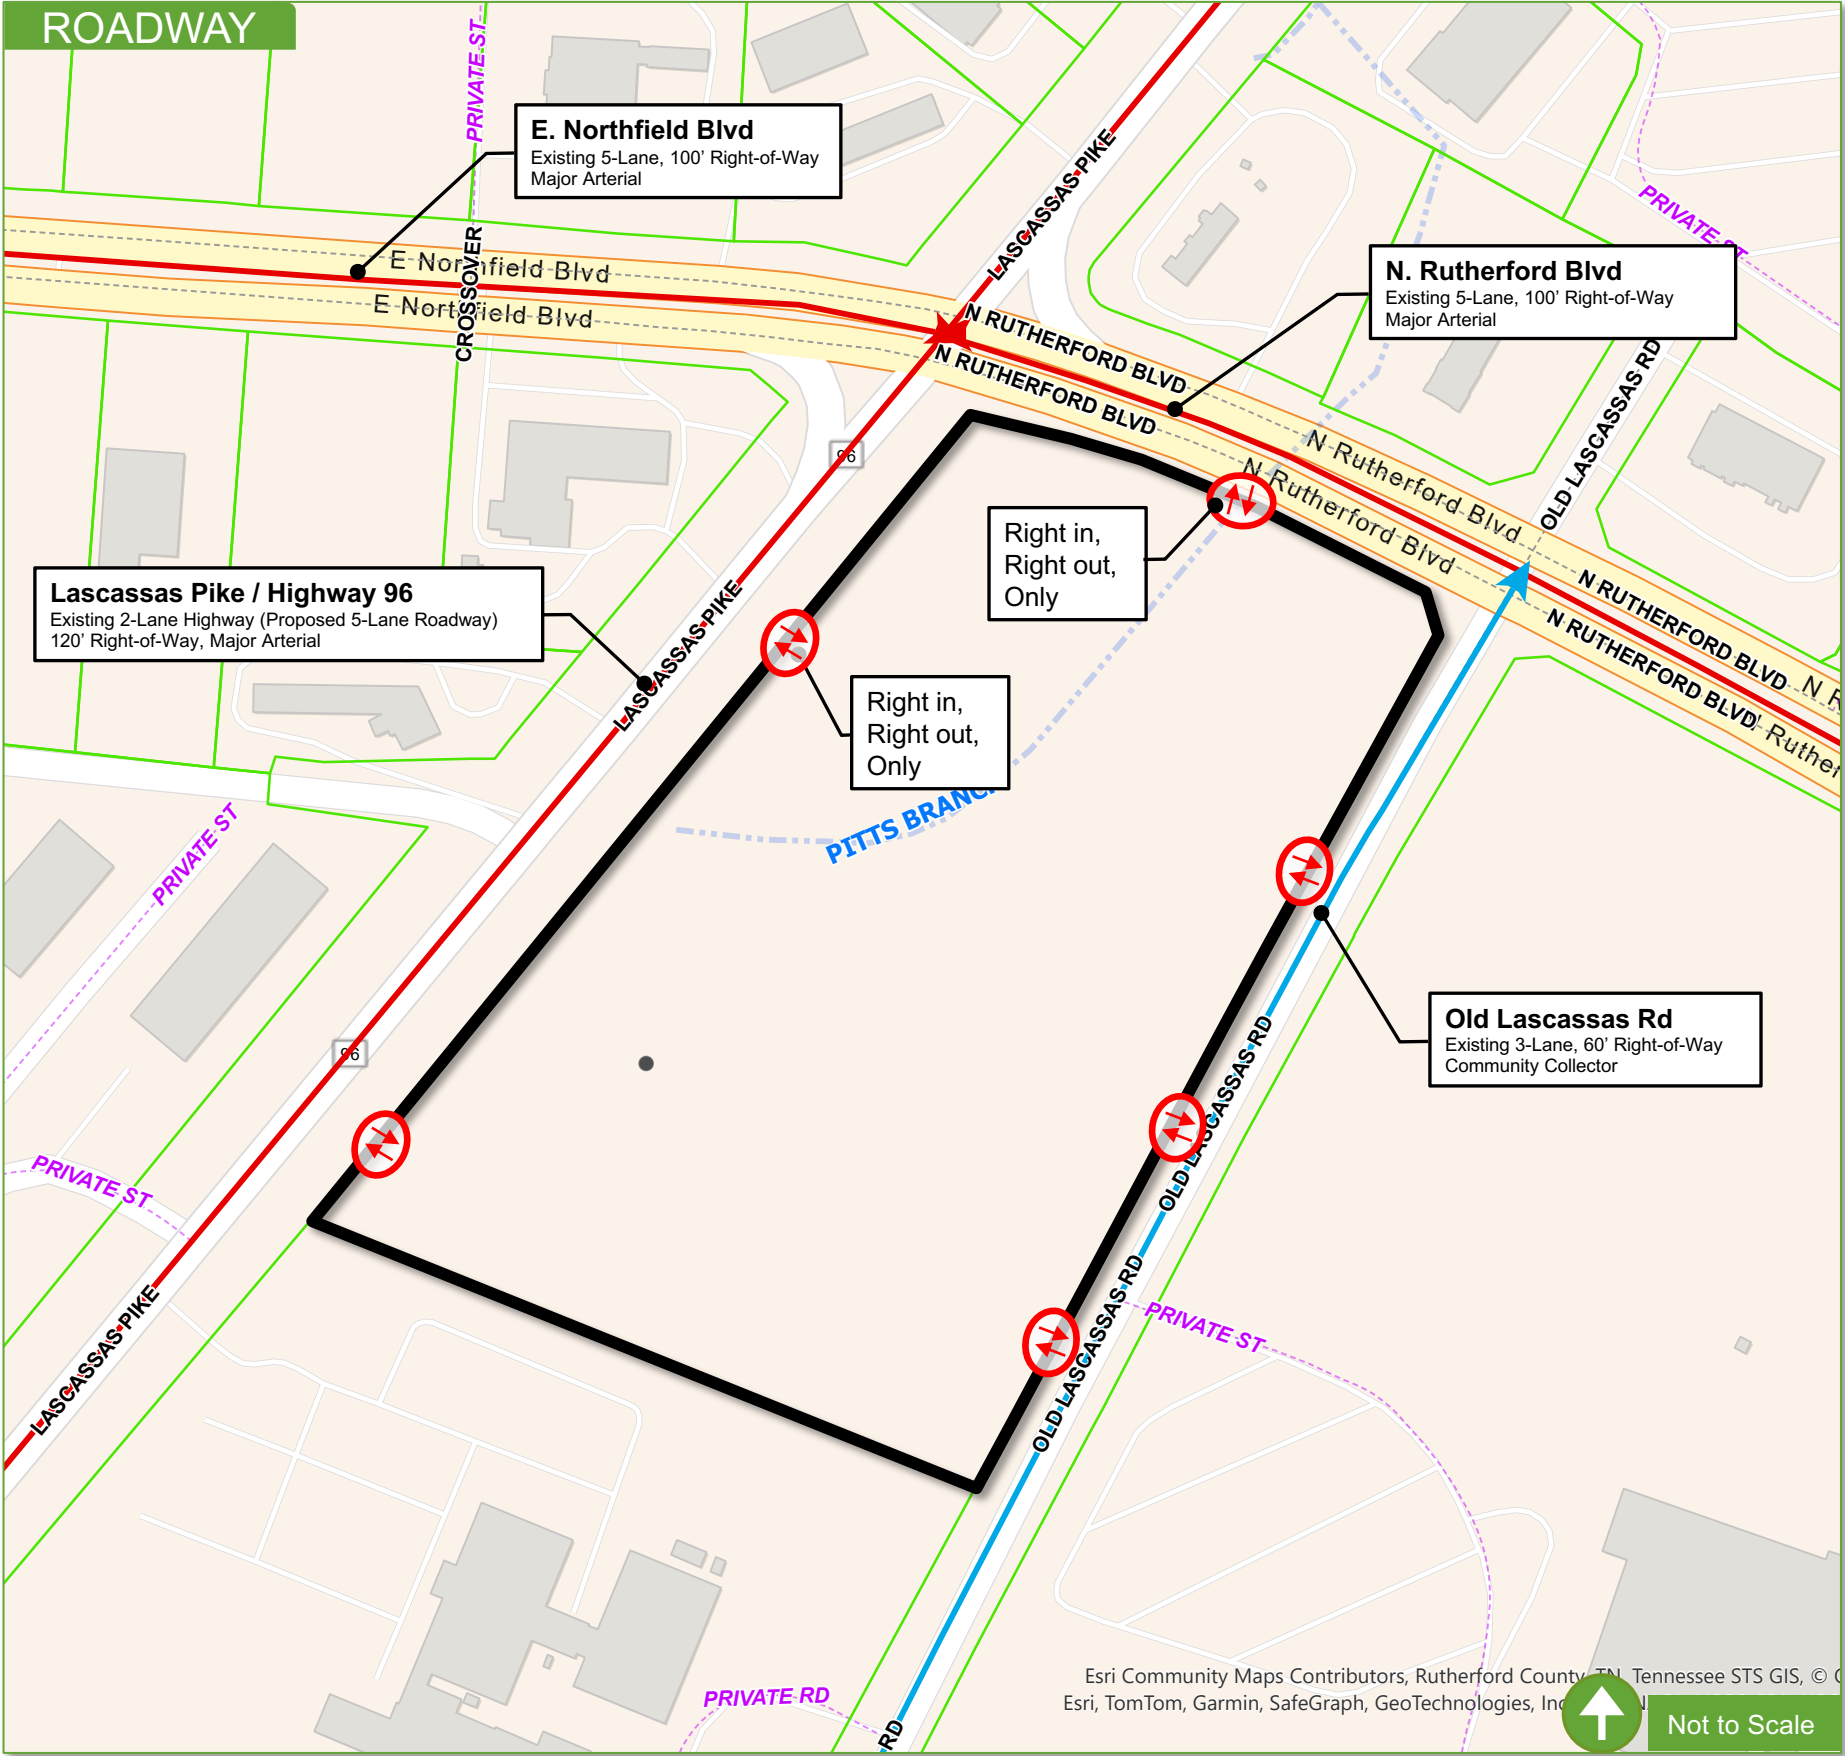 ROADWAY
PRIVATE ST
E. Northfield Blvd
Existing 5-Lane, 100’ Right-of-Way
Major Arterial
LASCASSAS PIKE
PRIVATE ST
E Northfield Blvd
E Northfield Blvd
CROSSOVER
N. Rutherford Blvd
Existing 5-Lane, 100’ Right-of-Way
Major Arterial
N RUTHERFORD BLVD
N RUTHERFORD BLVD
OLD LASCASSAS RD
N Rutherford Blvd
N Rutherford Blvd
96
Right in,
Right out,
Only
Lascassas Pike / Highway 96
Existing 2-Lane Highway (Proposed 5-Lane Roadway)
120’ Right-of-Way, Major Arterial
LASCASSAS PIKE
N RUTHERFORD BLVD
N RUTHERFORD BLVD
Right in,
Right out,
Only
PITTS
PRIVATE ST
Old Lascassas Rd
Existing 3-Lane, 60’ Right-of-Way
Community Collector
96
OLD LASCASSAS RD
PRIVATE ST
OLD LASCASSAS RD
PRIVATE ST
LASCASSAS PIKE
PRIVATE RD
RD
Esri Community Maps Contributors, Rutherford County, TN, Tennessee STS GIS, ©
Esri, TomTom, Garmin, SafeGraph, GeoTechnologies, Inc
Not to Scale